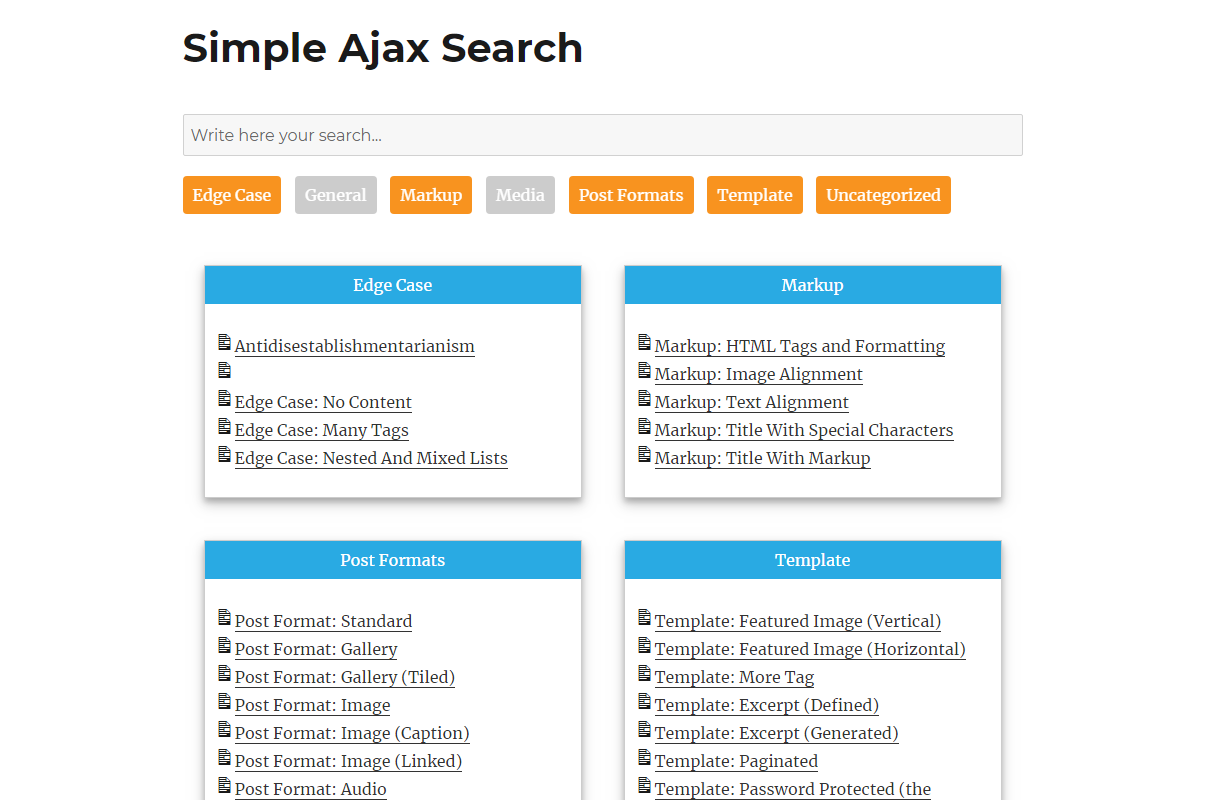 Simple Ajax Search
Write here your search...
Edge Case General Markup Media Post Formats Template Uncategorized
Edge Case
Antidisestablishmentarianism
Edge Case: No Content
Edge Case: Many Tags
Edge Case: Nested And Mixed Lists
Markup
Markup: HTML Tags and Formatting
Markup: Image Alignment
Markup: Text Alignment
Markup: Title With Special Characters
Markup: Title With Markup
Post Formats
Post Format: Standard
Post Format: Gallery
Post Format: Gallery (Tiled)
Post Format: Image
Post Format: Image (Caption)
Post Format: Image (Linked)
Post Format: Audio
Template
Template: Featured Image (Vertical)
Template: Featured Image (Horizontal)
Template: More Tag
Template: Excerpt (Defined)
Template: Excerpt (Generated)
Template: Paginated
Template: Password Protected (the